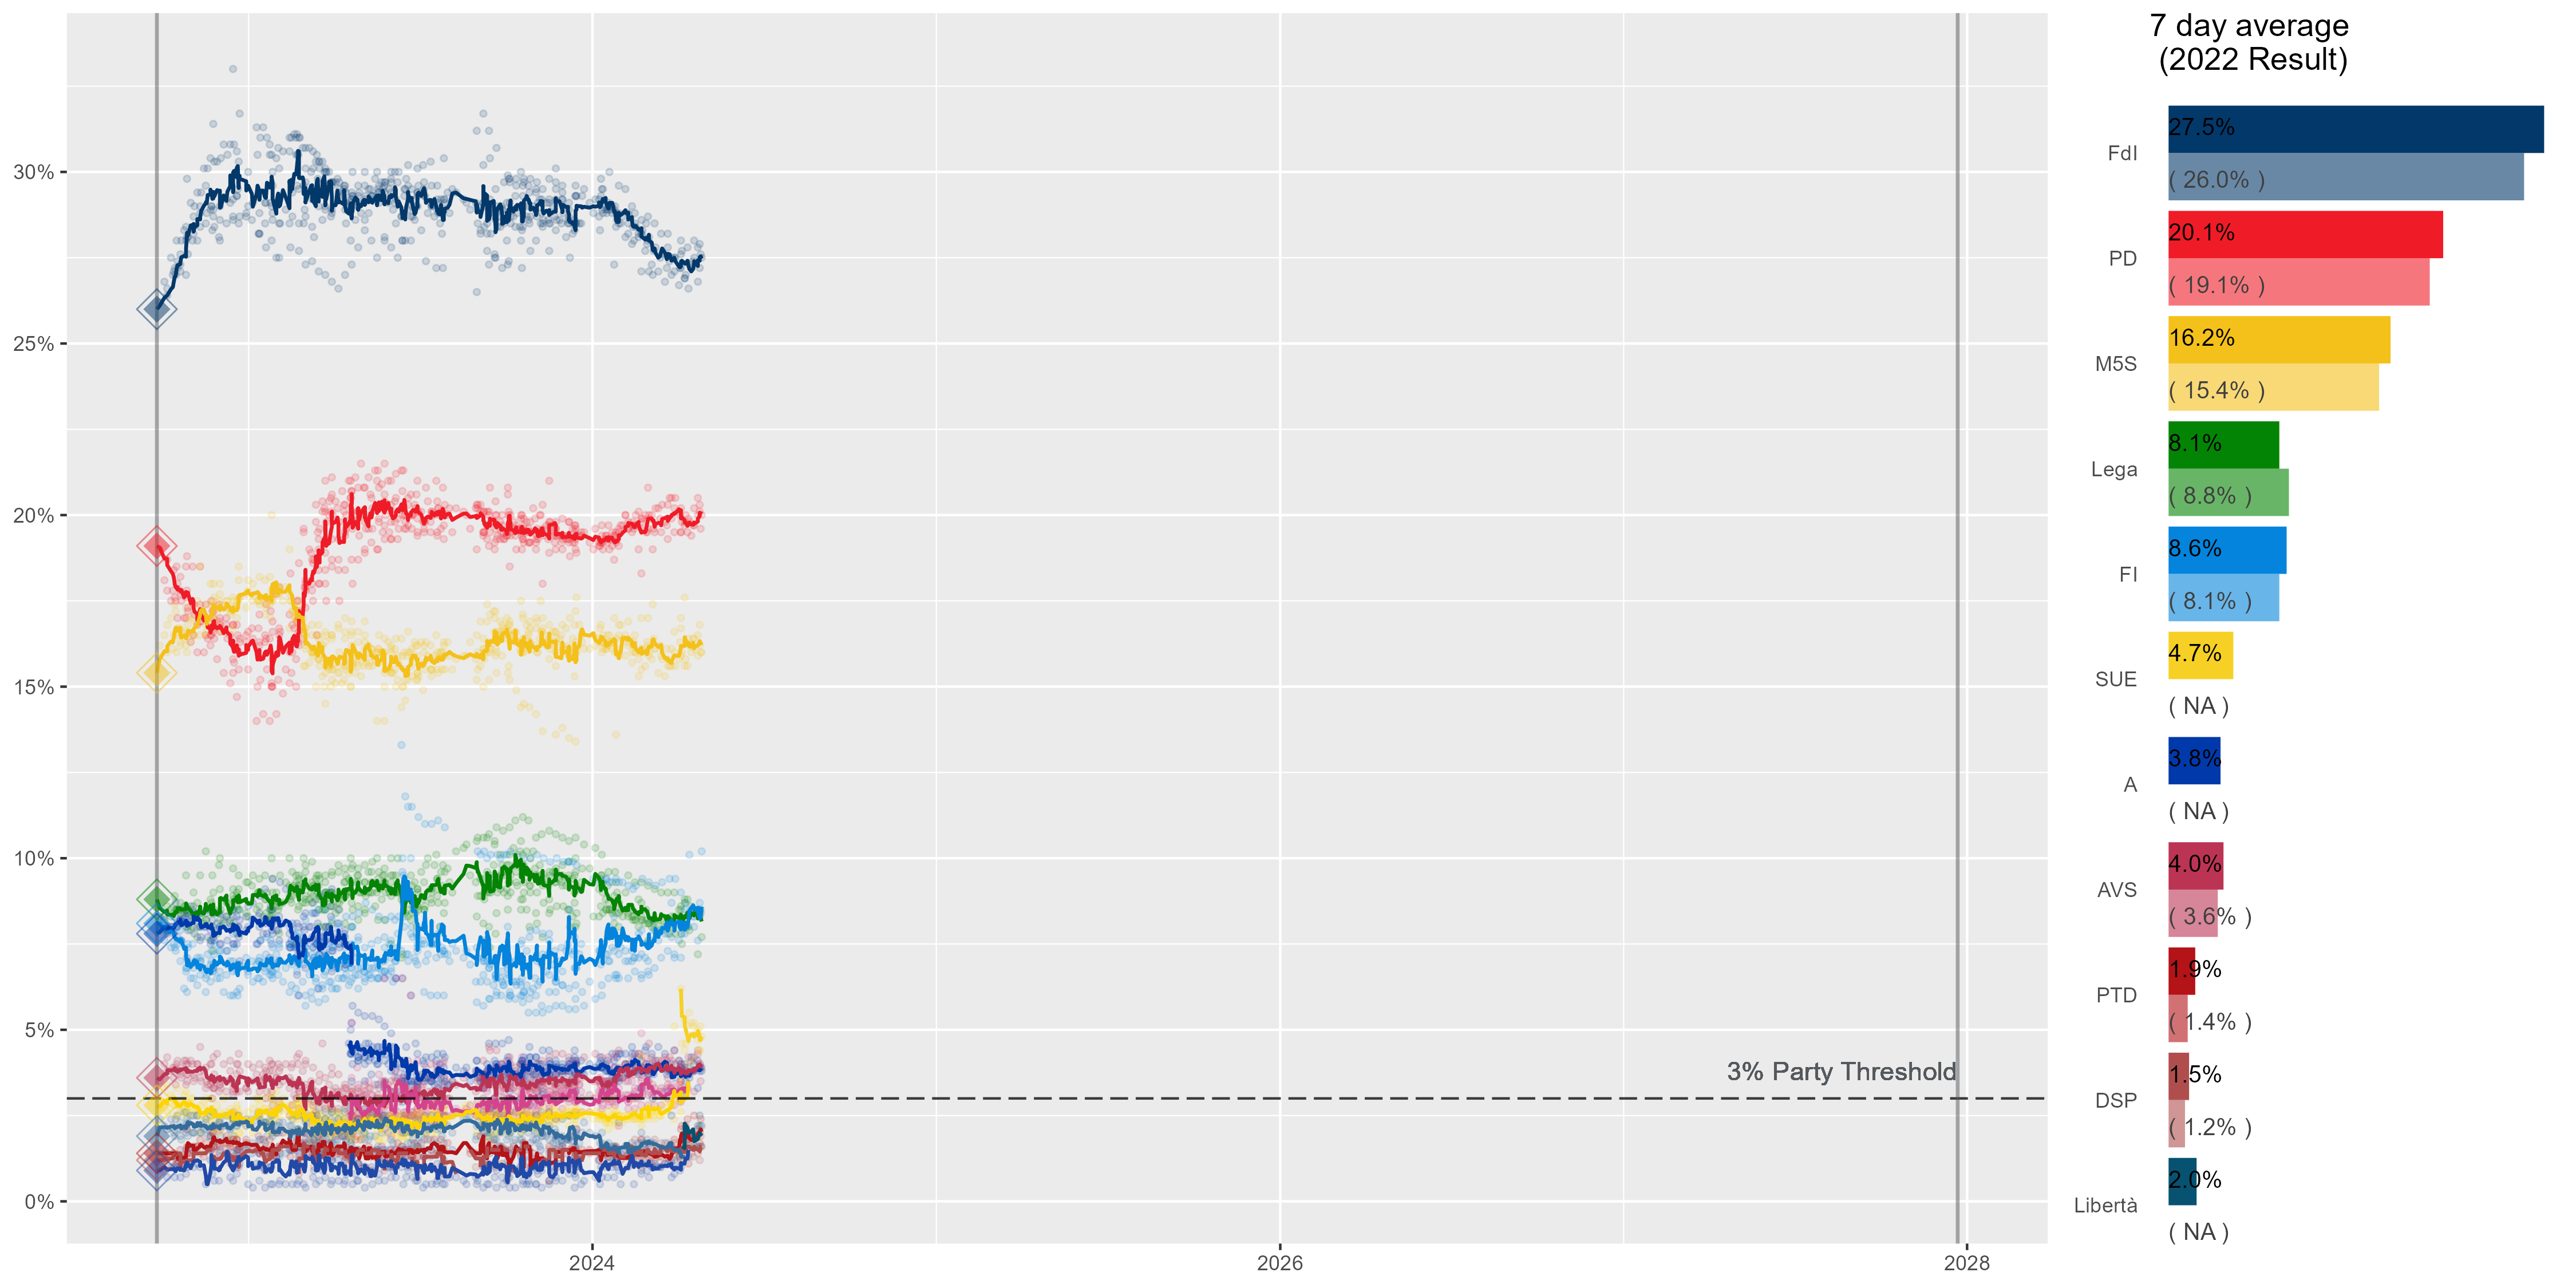 7 day average
(2022 Result)
30%
25%
20%
15%
10%
5%
0%
3% Party Threshold
2024
2026
2028
FdI
27.5%
( 26.0% )
PD
20.1%
( 19.1% )
M5S
16.2%
( 15.4% )
Lega
8.1%
( 8.8% )
FI
8.6%
( 8.1% )
SUE
4.7%
( NA )
A
3.8%
( NA )
AVS
4.0%
( 3.6% )
PTD
1.9%
( 1.4% )
DSP
1.5%
( 1.2% )
Libertà
2.0%
( NA )